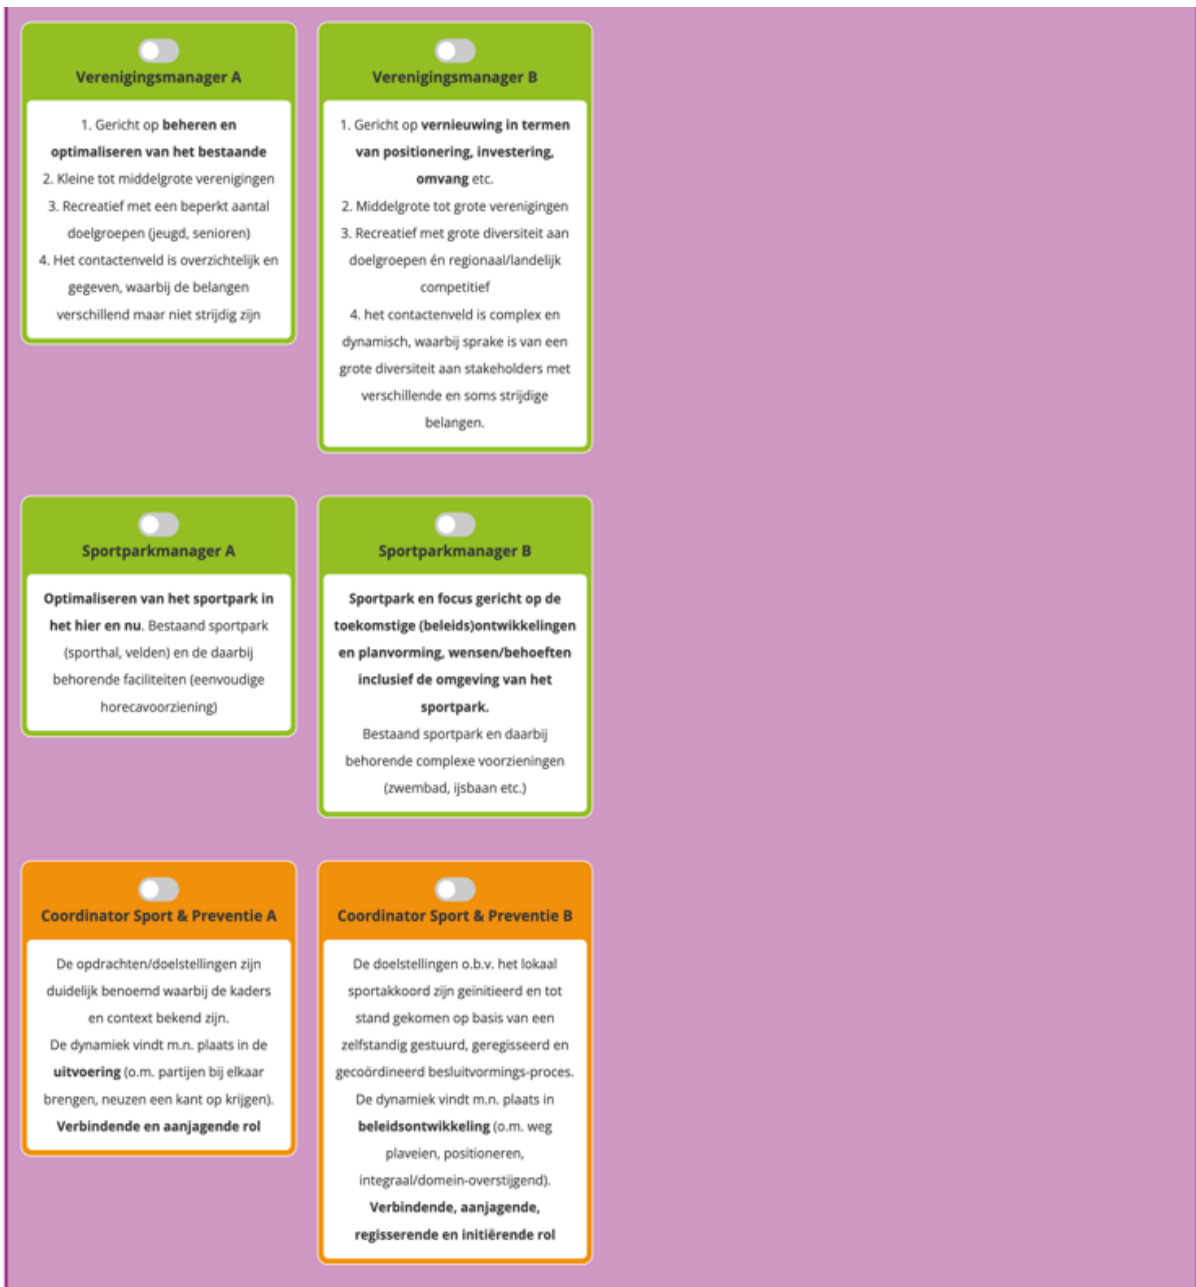 Verenigingsmanager A
1. Gericht op beheren en
optimaliseren van het bestaande
2. Kleine tot middelgrote verenigingen
3. Recreatief met een beperkt aantal
doelgroepen (jeugd, senioren)
4. Het contactenveld is overzichtelijk en
gegeven, waarbij de belangen
verschillend maar niet strijdig zijn
Verenigingsmanager B
1. Gericht op vernieuwing in termen
van positionering, investering,
omvang etc.
2. Middelgrote tot grote verenigingen
3. Recreatief met grote diversiteit aan
doelgroepen én regionaal/landelijk
competitief
4. het contactenveld is complex en
dynamisch, waarbij sprake is van een
grote diversiteit aan stakeholders met
verschillende en soms strijdige
belangen.
Sportparkmanager A
Optimaliseren van het sportpark in
het hier en nu. Bestaand sportpark
(sporthal, velden) en de daarbij
behorende faciliteiten (eenvoudige
horecavoorziening)
Sportparkmanager B
Sportpark en focus gericht op de
toekomstige (beleids)ontwikkelingen
en planvorming, wensen/behoeften
inclusief de omgeving van het
sportpark.
Bestaand sportpark en daarbij
behorende complexe voorzieningen
(zwembad, ijsbaan etc.)
Coordinator Sport & Preventie A
De opdrachten/doelstellingen zijn
duidelijk benoemd waarbij de kaders
en context bekend zijn.
De dynamiek vindt m.n. plaats in de
uitvoering (o.m. partijen bij elkaar
brengen, neuzen een kant op krijgen).
Verbindende en aanjagende rol
Coordinator Sport & Preventie B
De doelstellingen o.b.v. het lokaal
sportakkoord zijn geinitieerd en tot
stand gekomen op basis van een
zelfstandig gestuurd, geregisseerd en
gecoördineerd besluitvormings-proces.
De dynamiek vindt m.n. plaats in
beleidsontwikkeling (o.m. weg
plaveien, positioneren,
integraal/domein-overstijgend).
Verbindende, aanjagende,
regisserende en initiërende rol